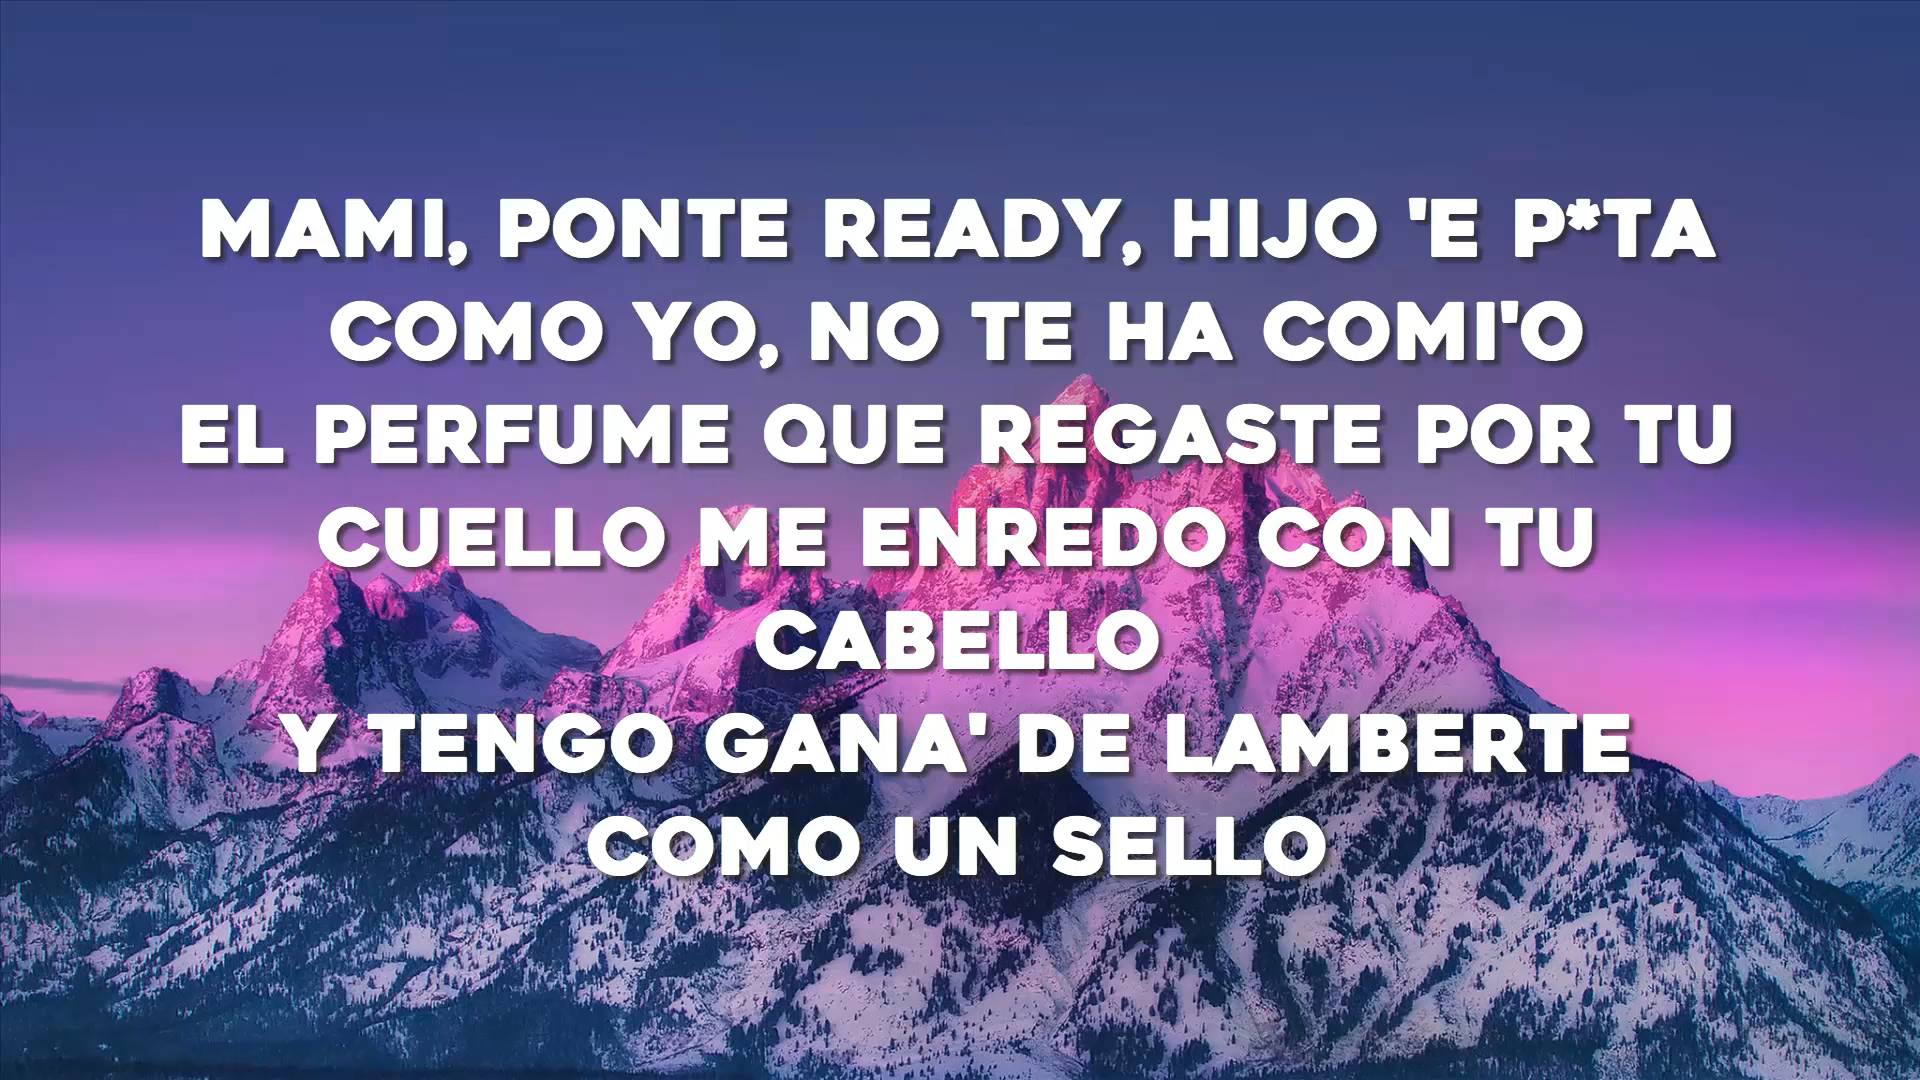 MAMI, PONTE READY, HIJO 'E P*TA
COMO YO, NO TE HA COMI'O
EL PERFUME QUE REGASTE POR TU
CUELLO ME ENREDO CON TU
CABELLO
Y TENGO GANA' DE LAMBERTE
COMO UN SELLO